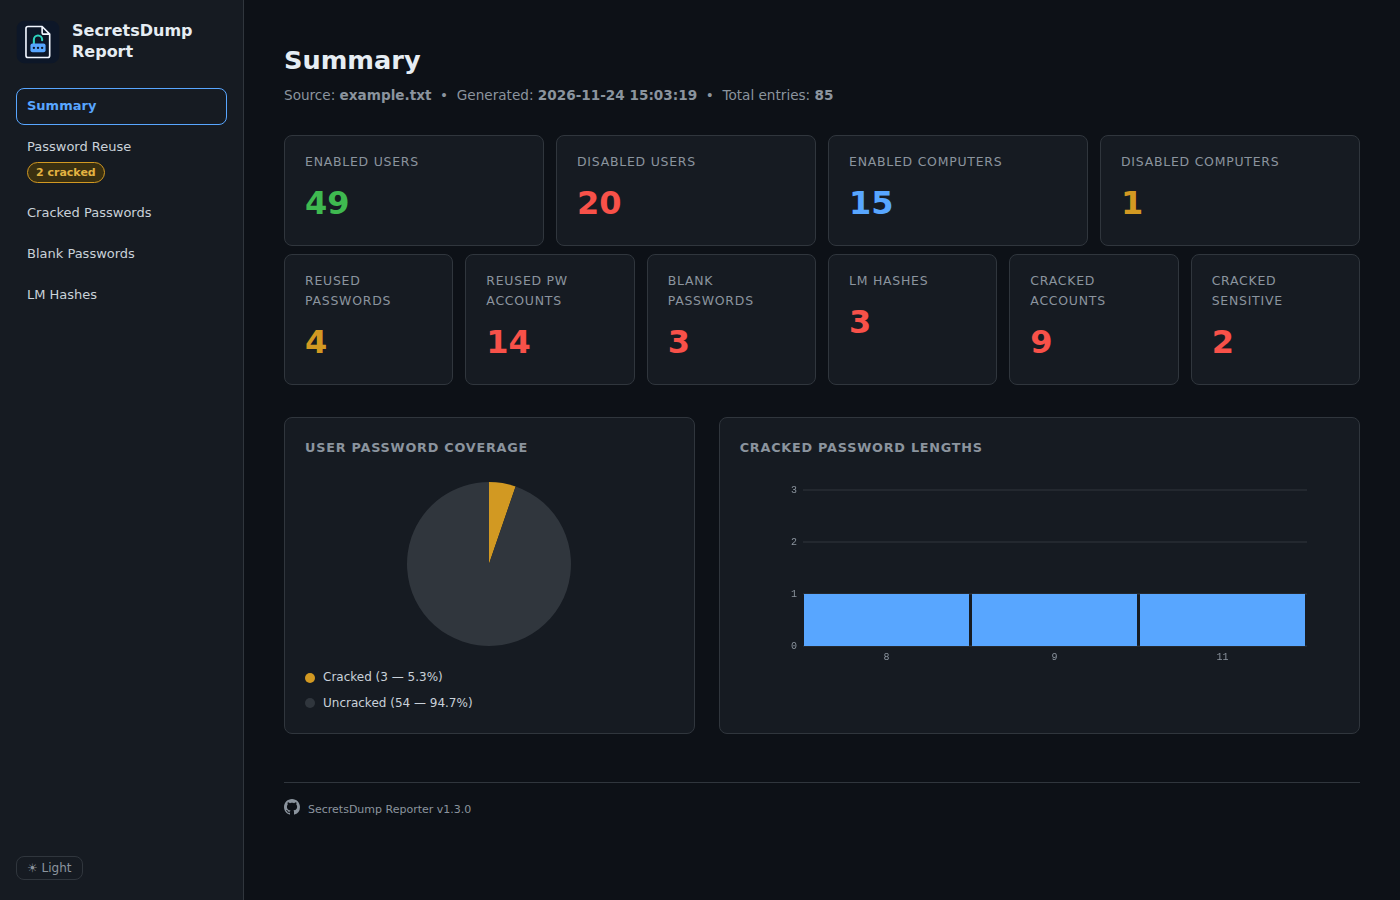 SecretsDump
Report
Summary
Password Reuse
2 cracked
Cracked Passwords
Blank Passwords
LM Hashes
☀ Light
Summary
Source: example.txt • Generated: 2026-11-24 15:03:19 • Total entries: 85
ENABLED USERS
49
DISABLED USERS
20
ENABLED COMPUTERS
15
DISABLED COMPUTERS
1
REUSED
PASSWORDS
4
REUSED PW
ACCOUNTS
14
BLANK
PASSWORDS
3
LM HASHES
3
CRACKED
ACCOUNTS
9
CRACKED
SENSITIVE
2
USER PASSWORD COVERAGE
Cracked (3 — 5.3%)
Uncracked (54 — 94.7%)
CRACKED PASSWORD LENGTHS
3
2
1
0
8 9 11
SecretsDump Reporter v1.3.0